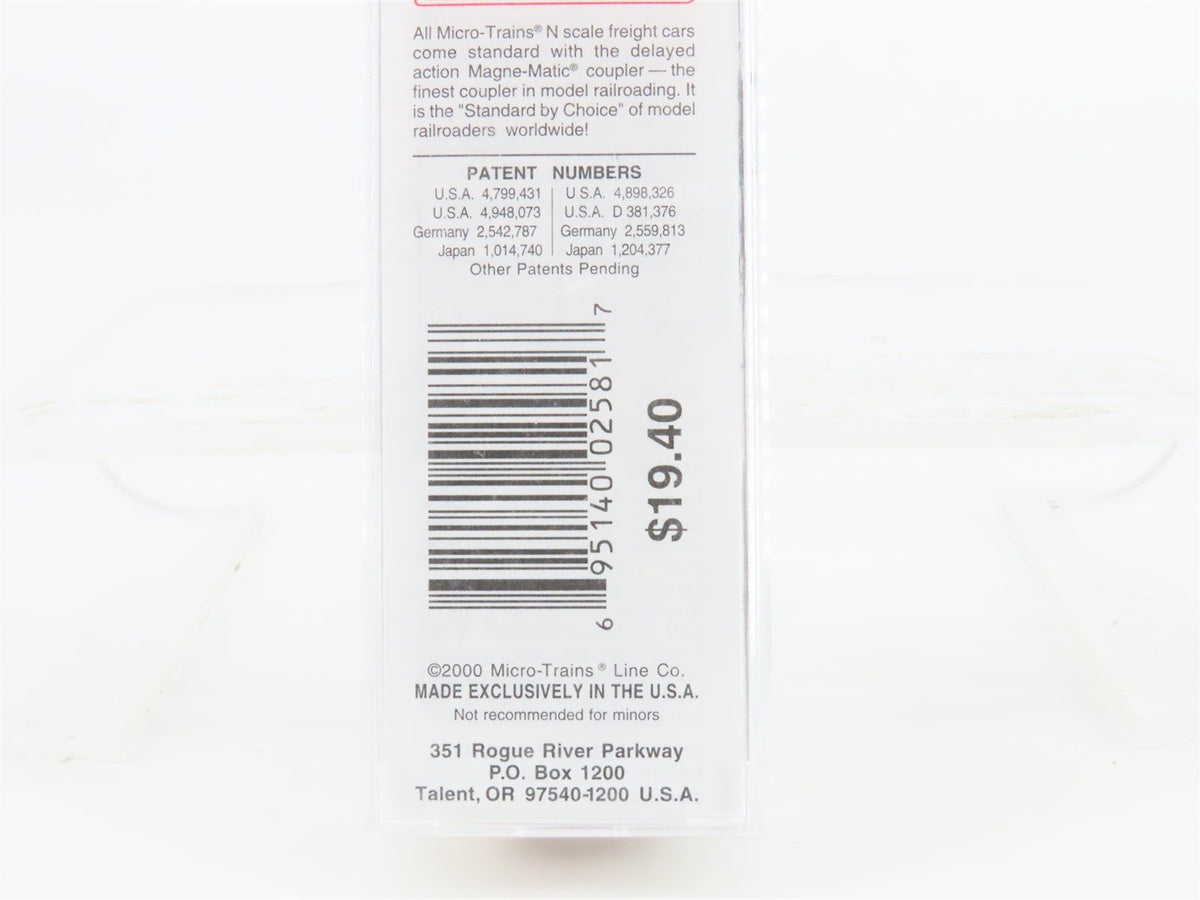 All Micro-Trains® N scale freight cars
come standard with the delayed
action Magne-Matic® coupler — the
finest coupler in model railroading. It
is the "Standard by Choice" of model
railroaders worldwide!
PATENT NUMBERS
U.S.A. 4,799,431 U S.A. 4,898,326
U.S.A. 4,948,073 U.S.A. D 381,376
Germany 2,542,787 Germany 2,559,813
Japan 1,014,740 Japan 1,204,377
Other Patents Pending
6 95140 02581 7
$19.40
©2000 Micro-Trains® Line Co.
MADE EXCLUSIVELY IN THE U.S.A.
Not recommended for minors
351 Rogue River Parkway
P.O. Box 1200
Talent, OR 97540-1200 U.S.A.